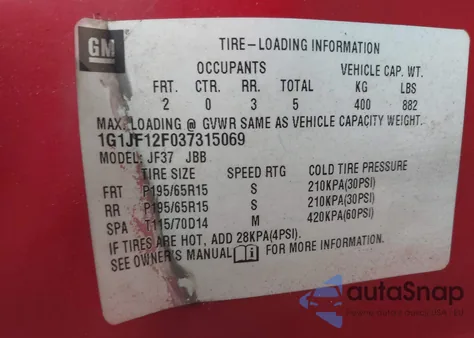 GM
TIRE-LOADING INFORMATION
OCCUPANTS VEHICLE CAP. WT.
FRT. CTR. RR. TOTAL KG LBS
2 0 3 5 400 882
MAX. LOADING @ GVWR SAME AS VEHICLE CAPACITY WEIGHT.
1G1JF12F037315069
MODEL: JF37 JBB
TIRE SIZE SPEED RTG COLD TIRE PRESSURE
FRT P195/65R15 S 210KPA(30PSI)
RR P195/65R15 S 210KPA(30PSI)
SPA T115/70D14 M 420KPA(60PSI)
IF TIRES ARE HOT, ADD 28KPA(4PSI)
SEE OWNER'S MANUAL i FOR MORE INFORMATION.
autoSnap